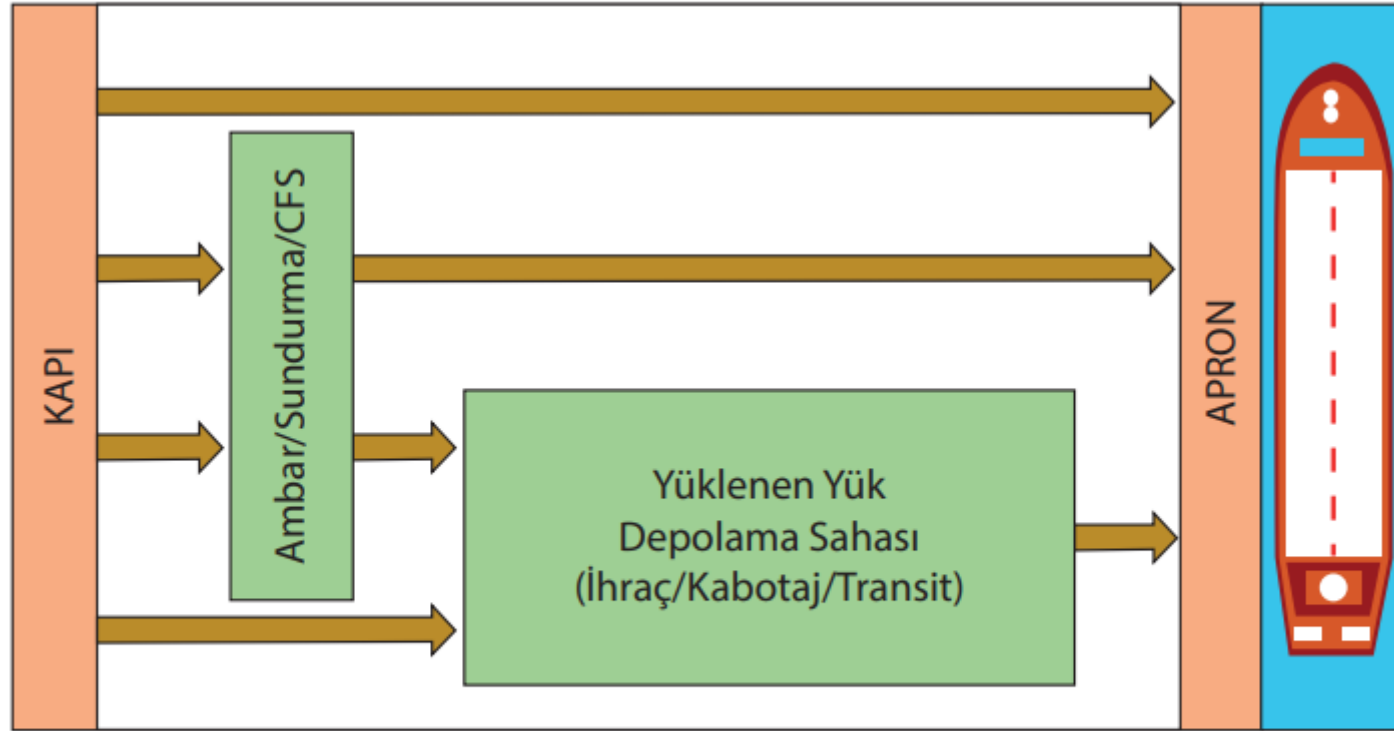 KAPI
Ambar/Sundurma/CFS
Yüklenen Yük
Depolama Sahası
(İhraç/Kabotaj/Transit)
APRON